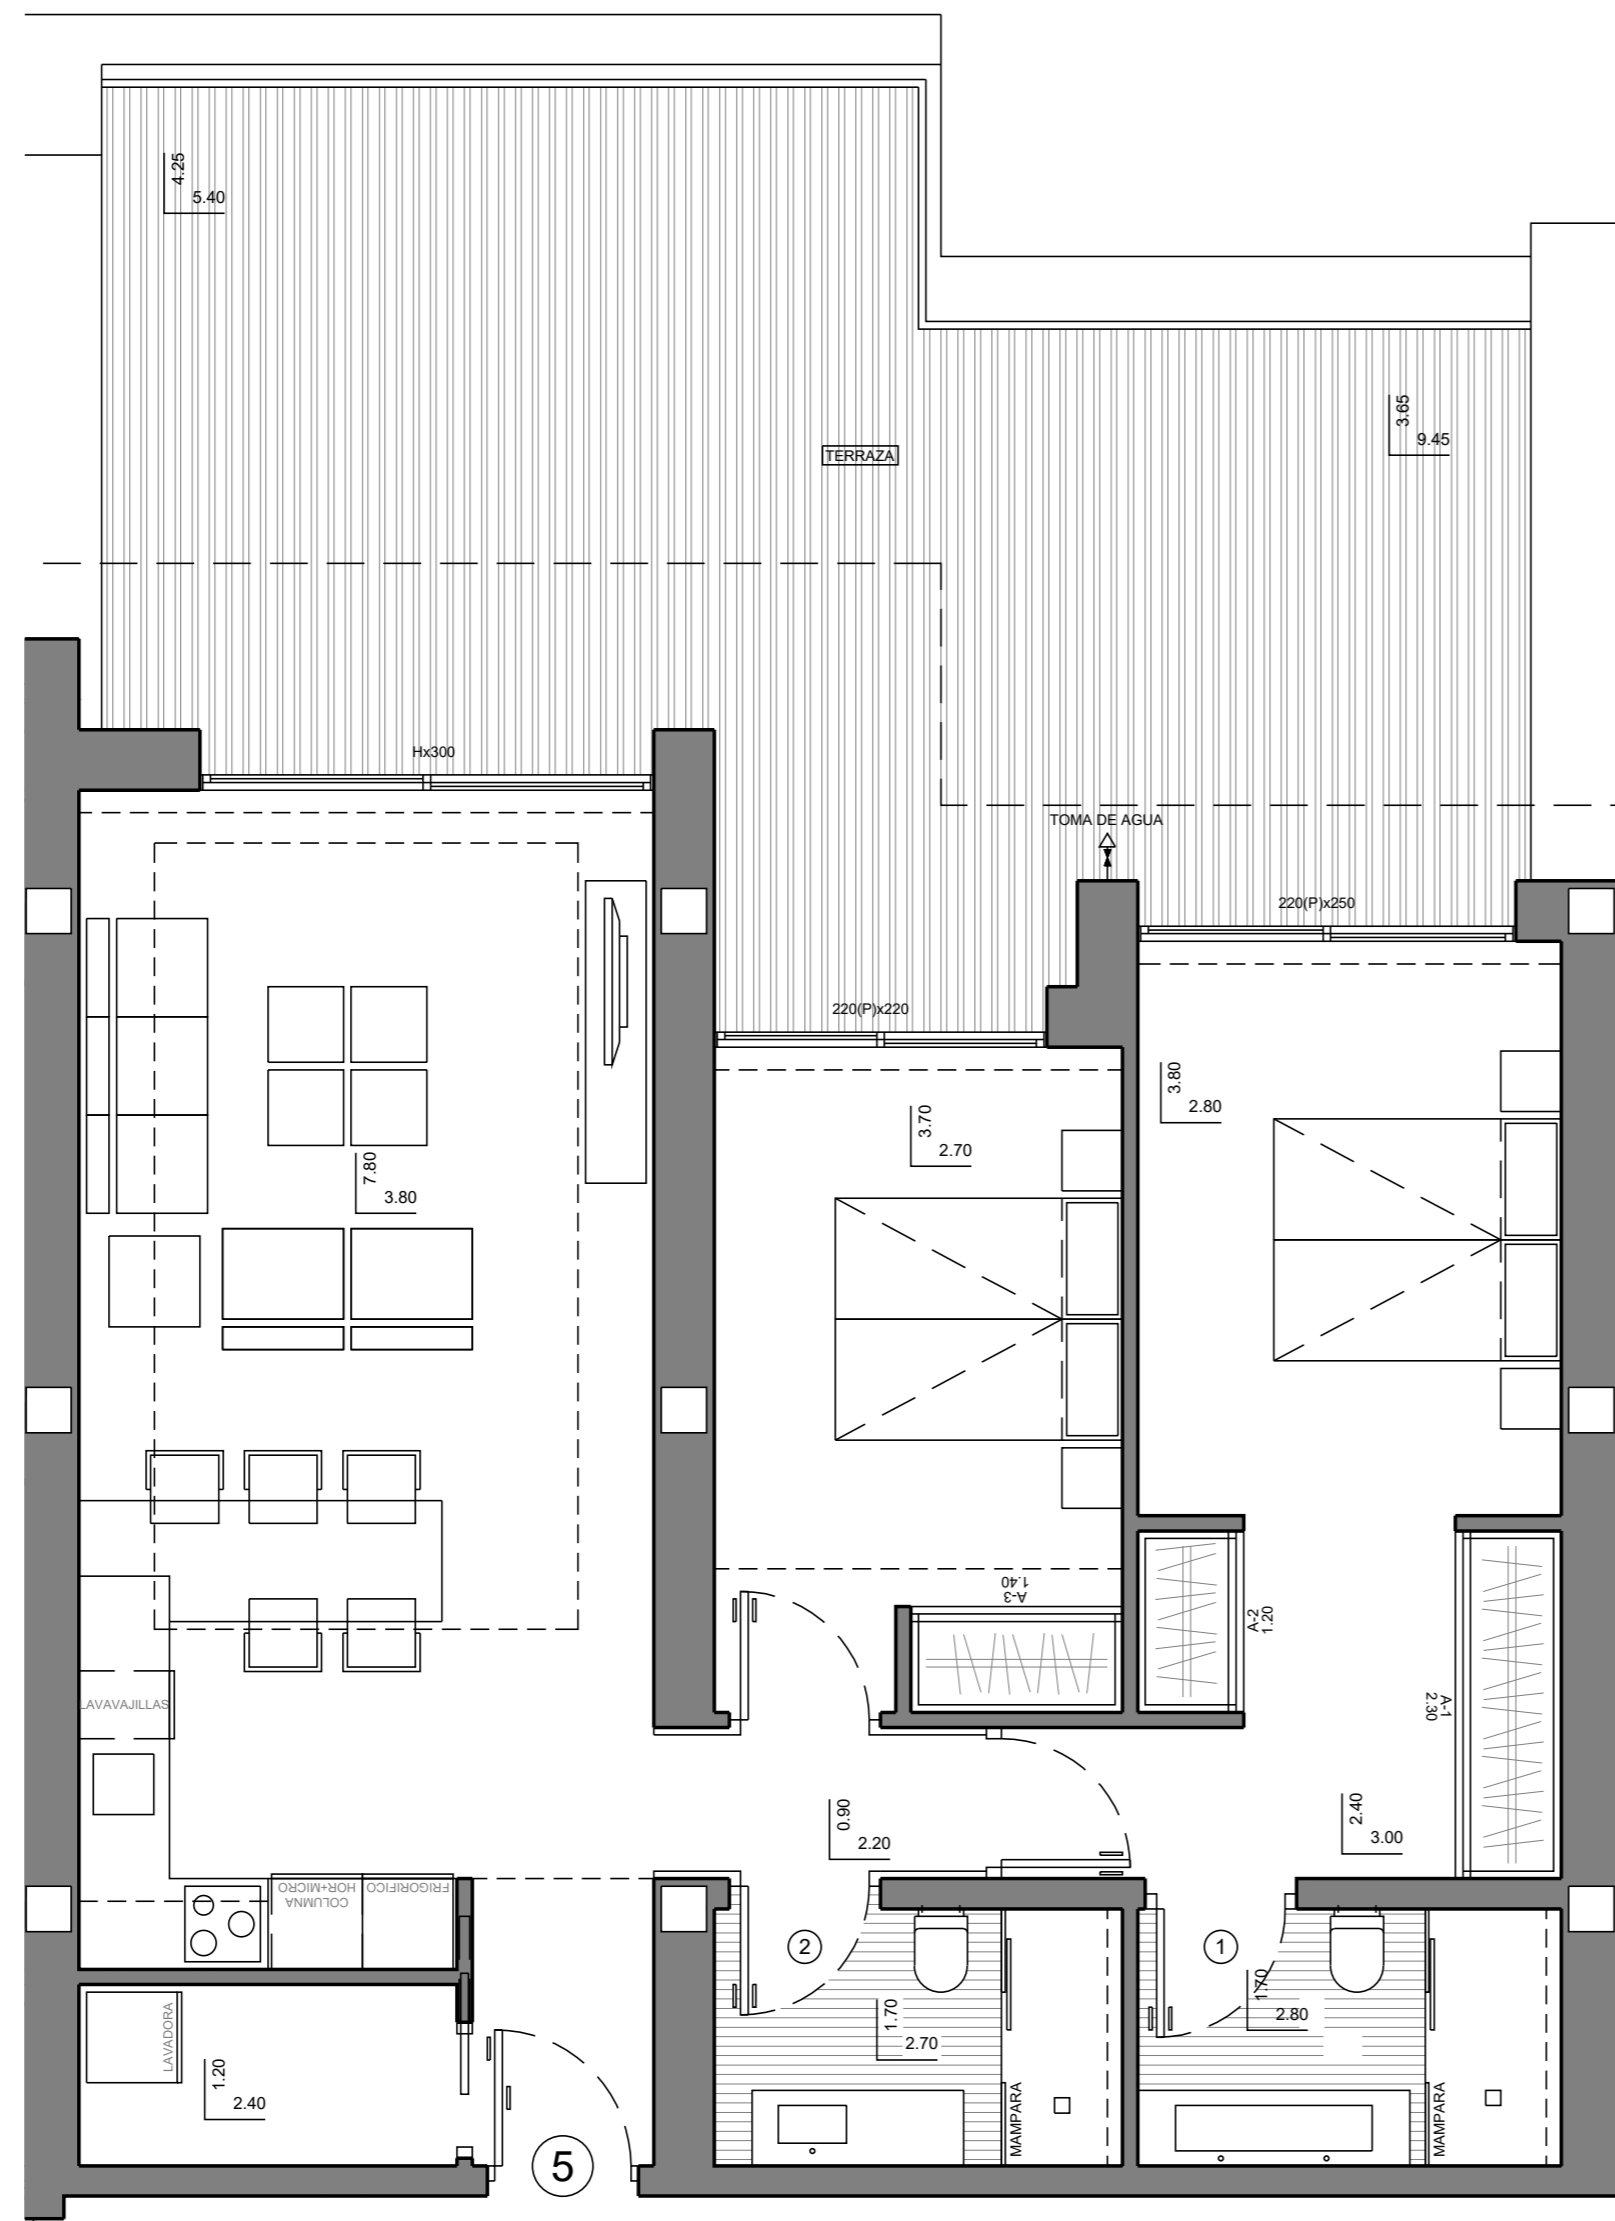 4.25
5.40
3.65
9.45
TERRAZA
Hx300
TOMA DE AGUA
220(P)x250
220(P)x220
3.80
2.80
3.70
2.70
7.80
3.80
A-3
1.40
A-2
1.20
A-1
2.30
LAVAVAJILLAS
0.90
2.20
2.40
3.00
COLUMNA
HOR+MICRO
FRIGORIFICO
2
1
1.70
2.70
1.70
2.80
LAVADORA
1.20
2.40
MAMPARA
MAMPARA
5